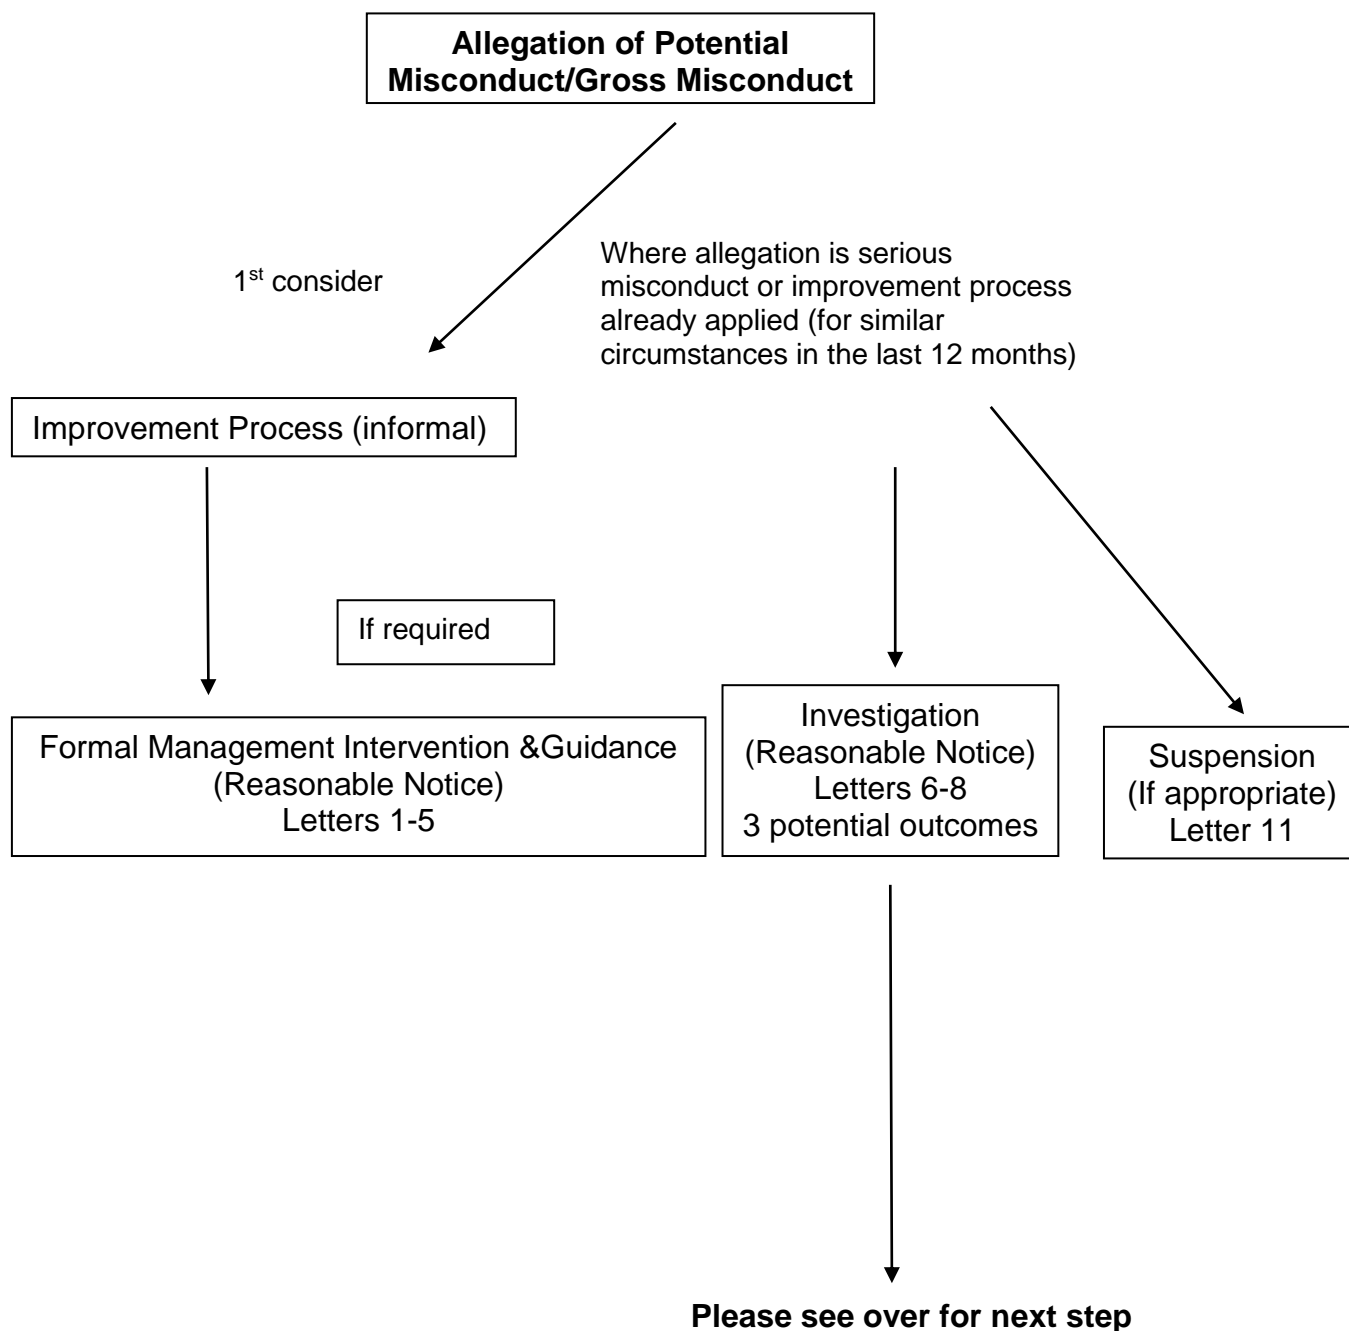 Allegation of Potential
Misconduct/Gross Misconduct
1st consider
Where allegation is serious
misconduct or improvement process
already applied (for similar
circumstances in the last 12 months)
Improvement Process (informal)
If required
Formal Management Intervention &Guidance
(Reasonable Notice)
Letters 1-5
Investigation
(Reasonable Notice)
Letters 6-8
3 potential outcomes
Suspension
(If appropriate)
Letter 11
Please see over for next step